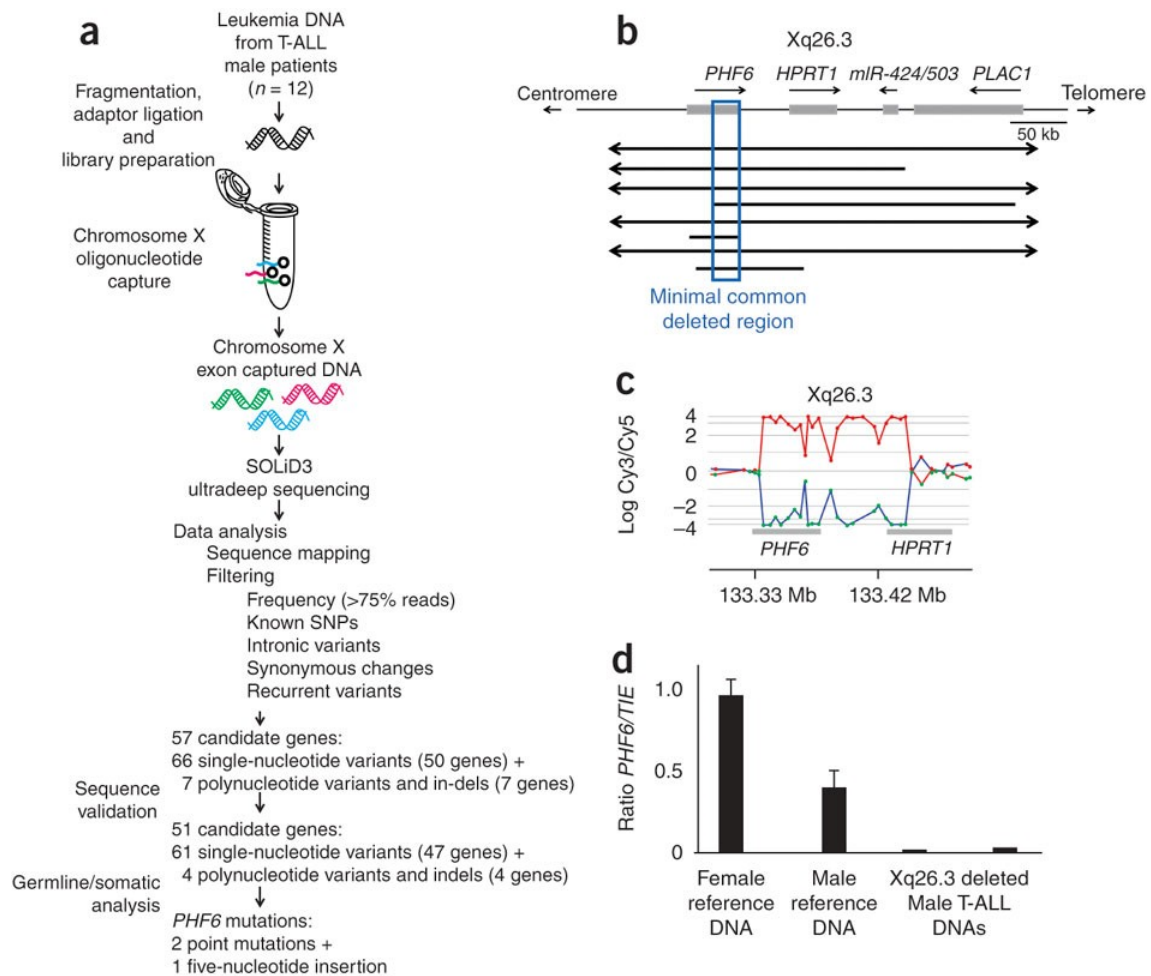 a
Leukemia DNA
from T-ALL
male patients
(n = 12)
Fragmentation,
adaptor ligation
and
library preparation
Chromosome X
oligonucleotide
capture
Chromosome X
exon captured DNA
SOLiD3
ultradeep sequencing
Data analysis
Sequence mapping
Filtering
Frequency (>75% reads)
Known SNPs
Intronic variants
Synonymous changes
Recurrent variants
57 candidate genes:
66 single-nucleotide variants (50 genes) +
7 polynucleotide variants and in-dels (7 genes)
Sequence
validation
51 candidate genes:
61 single-nucleotide variants (47 genes) +
4 polynucleotide variants and indels (4 genes)
Germline/somatic
analysis
PHF6 mutations:
2 point mutations +
1 five-nucleotide insertion
b
Xq26.3
PHF6 HPRT1 mIR-424/503 PLAC1
Centromere Telomere
50 kb
Minimal common
deleted region
c
Xq26.3
Log Cy3/Cy5
4
2
0
–2
–4
PHF6 HPRT1
133.33 Mb 133.42 Mb
d
Ratio PHF6/TIE
1.0
0.5
0
Female
reference
DNA
Male
reference
DNA
Xq26.3 deleted
Male T-ALL
DNAs